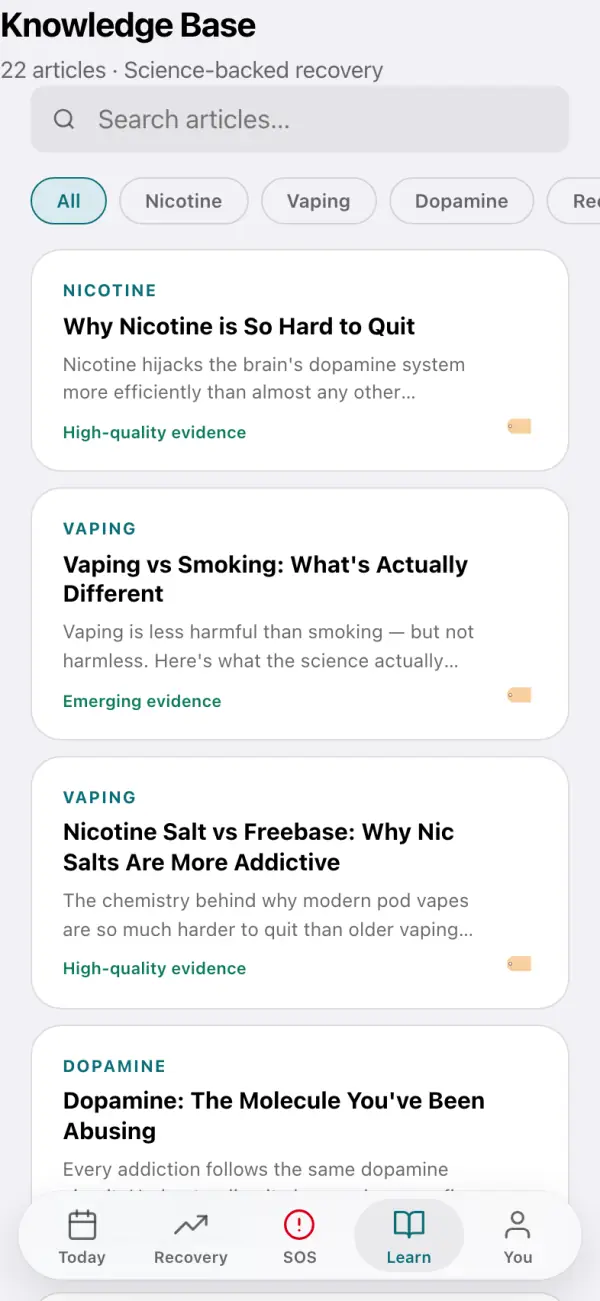 Knowledge Base
22 articles · Science-backed recovery
Search articles...
All
Nicotine
Vaping
Dopamine
NICOTINE
Why Nicotine is So Hard to Quit
Nicotine hijacks the brain's dopamine system
more efficiently than almost any other...
High-quality evidence
VAPING
Vaping vs Smoking: What's Actually
Different
Vaping is less harmful than smoking — but not
harmless. Here's what the science actually...
Emerging evidence
VAPING
Nicotine Salt vs Freebase: Why Nic
Salts Are More Addictive
The chemistry behind why modern pod vapes
are so much harder to quit than older vaping...
High-quality evidence
DOPAMINE
Dopamine: The Molecule You've Been
Abusing
Every addiction follows the same dopamine
Today
Recovery
SOS
Learn
You